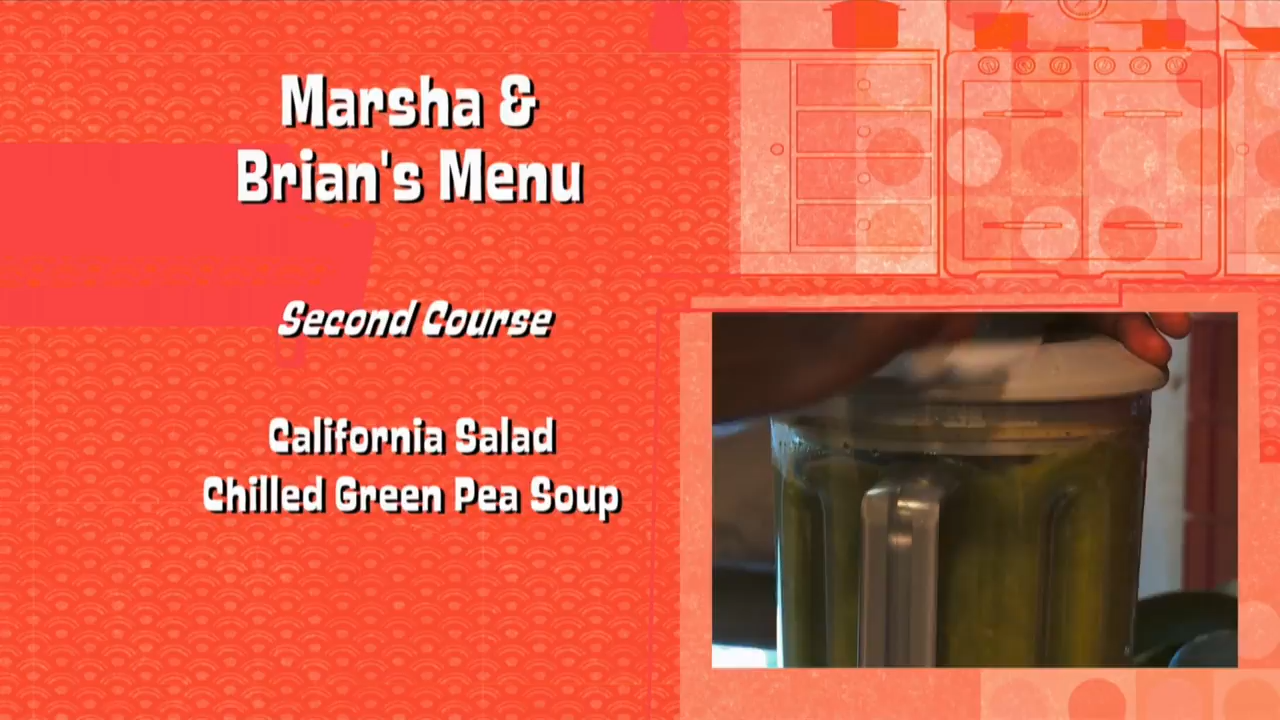 Marsha &
Brian's Menu
Second Course
California Salad
Chilled Green Pea Soup